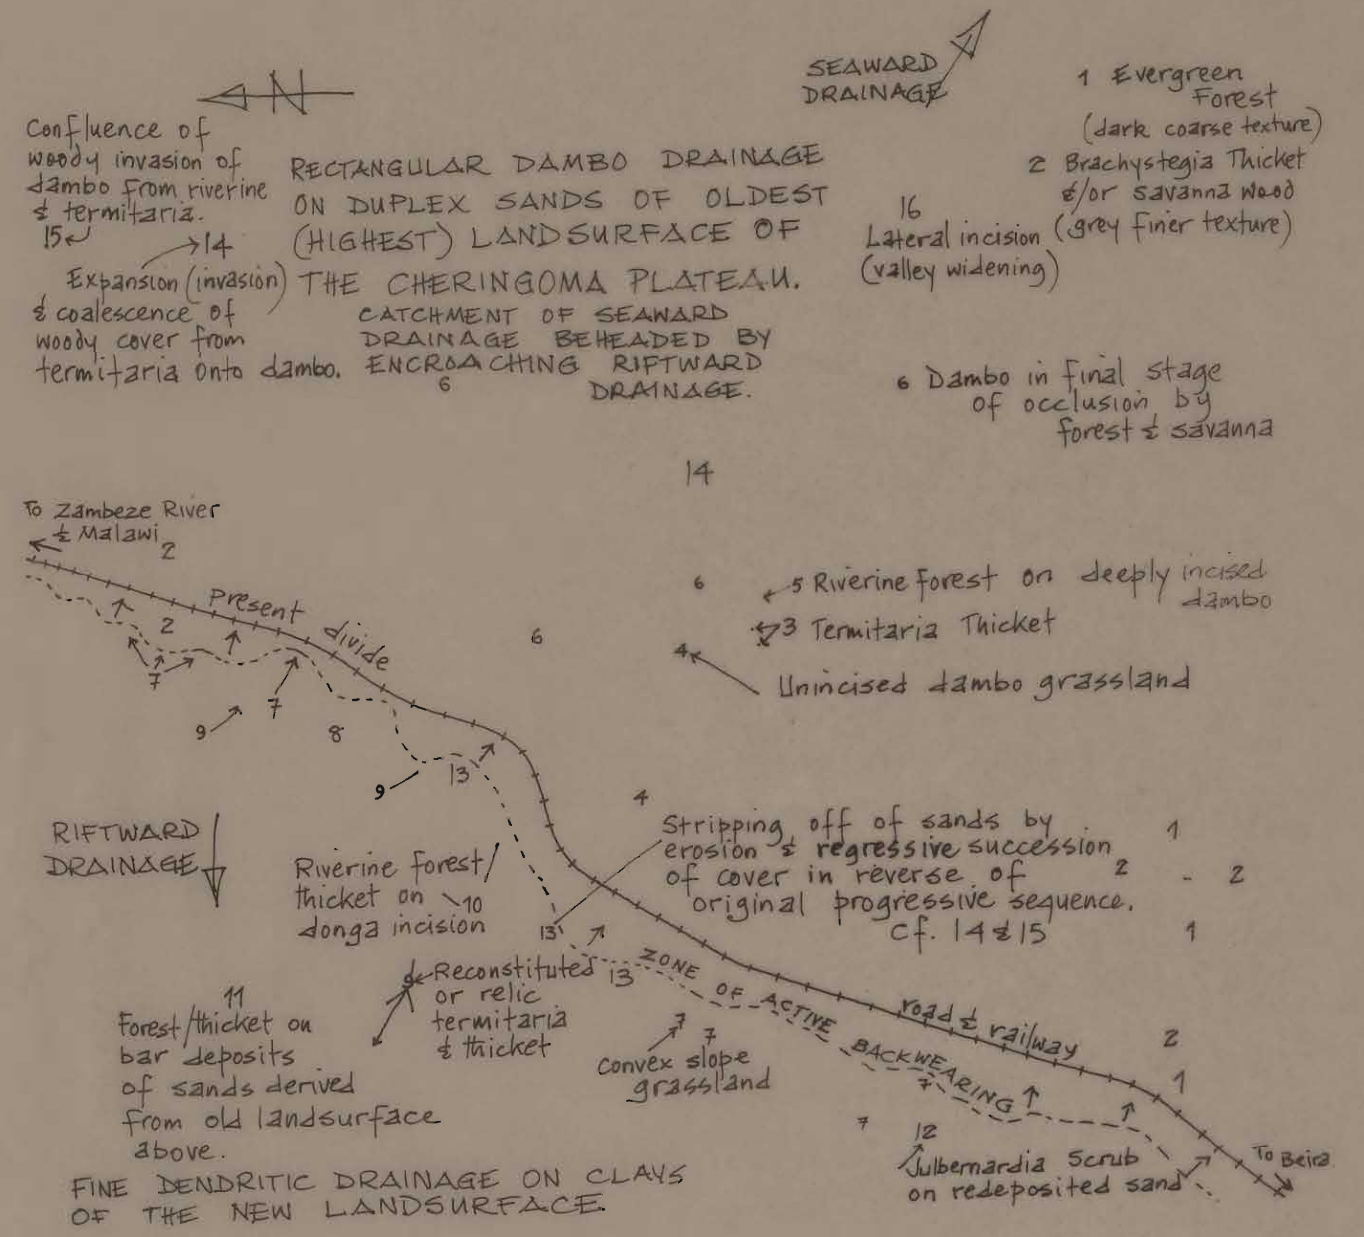 N
SEAWARD
DRAINAGE
1 Evergreen
Forest
(dark coarse texture)
2 Brachystegia Thicket
&/or savanna wood
(grey finer texture)
Confluence of
woody invasion of
dambo from riverine
& termitaria.
15
14
Expansion (invasion)
& coalescence of
woody cover from
termitaria onto dambo.
RECTANGULAR DAMBO DRAINAGE
ON DUPLEX SANDS OF OLDEST
(HIGHEST) LANDSURFACE OF
THE CHERINGOMA PLATEAU.
CATCHMENT OF SEAWARD
DRAINAGE BEHEADED BY
ENCROACHING RIFTWARD
DRAINAGE.
6
16
Lateral incision
(valley widening)
6 Dambo in final stage
of occlusion by
forest & savanna
14
To Zambeze River
& Malawi
2
Present divide
2
7
7
9
8
9
13
6
6
5 Riverine Forest on deeply incised
dambo
3 Termitaria Thicket
4
Unincised dambo grassland
4
Stripping off of sands by
erosion & regressive succession
of cover in reverse of
original progressive sequence.
cf. 14 & 15
1
2 - 2
1
RIFTWARD
DRAINAGE
Riverine forest/
thicket on 10
donga incision
13
13
Reconstituted
or relic
termitaria
& thicket
ZONE OF ACTIVE BACKWEARING
road & railway
11
Forest/thicket on
bar deposits
of sands derived
from old landsurface
above.
7
7
Convex slope
grassland
7
2
1
7
12
Julbernardia Scrub
on redeposited sand
To Beira
FINE DENDRITIC DRAINAGE ON CLAYS
OF THE NEW LANDSURFACE.